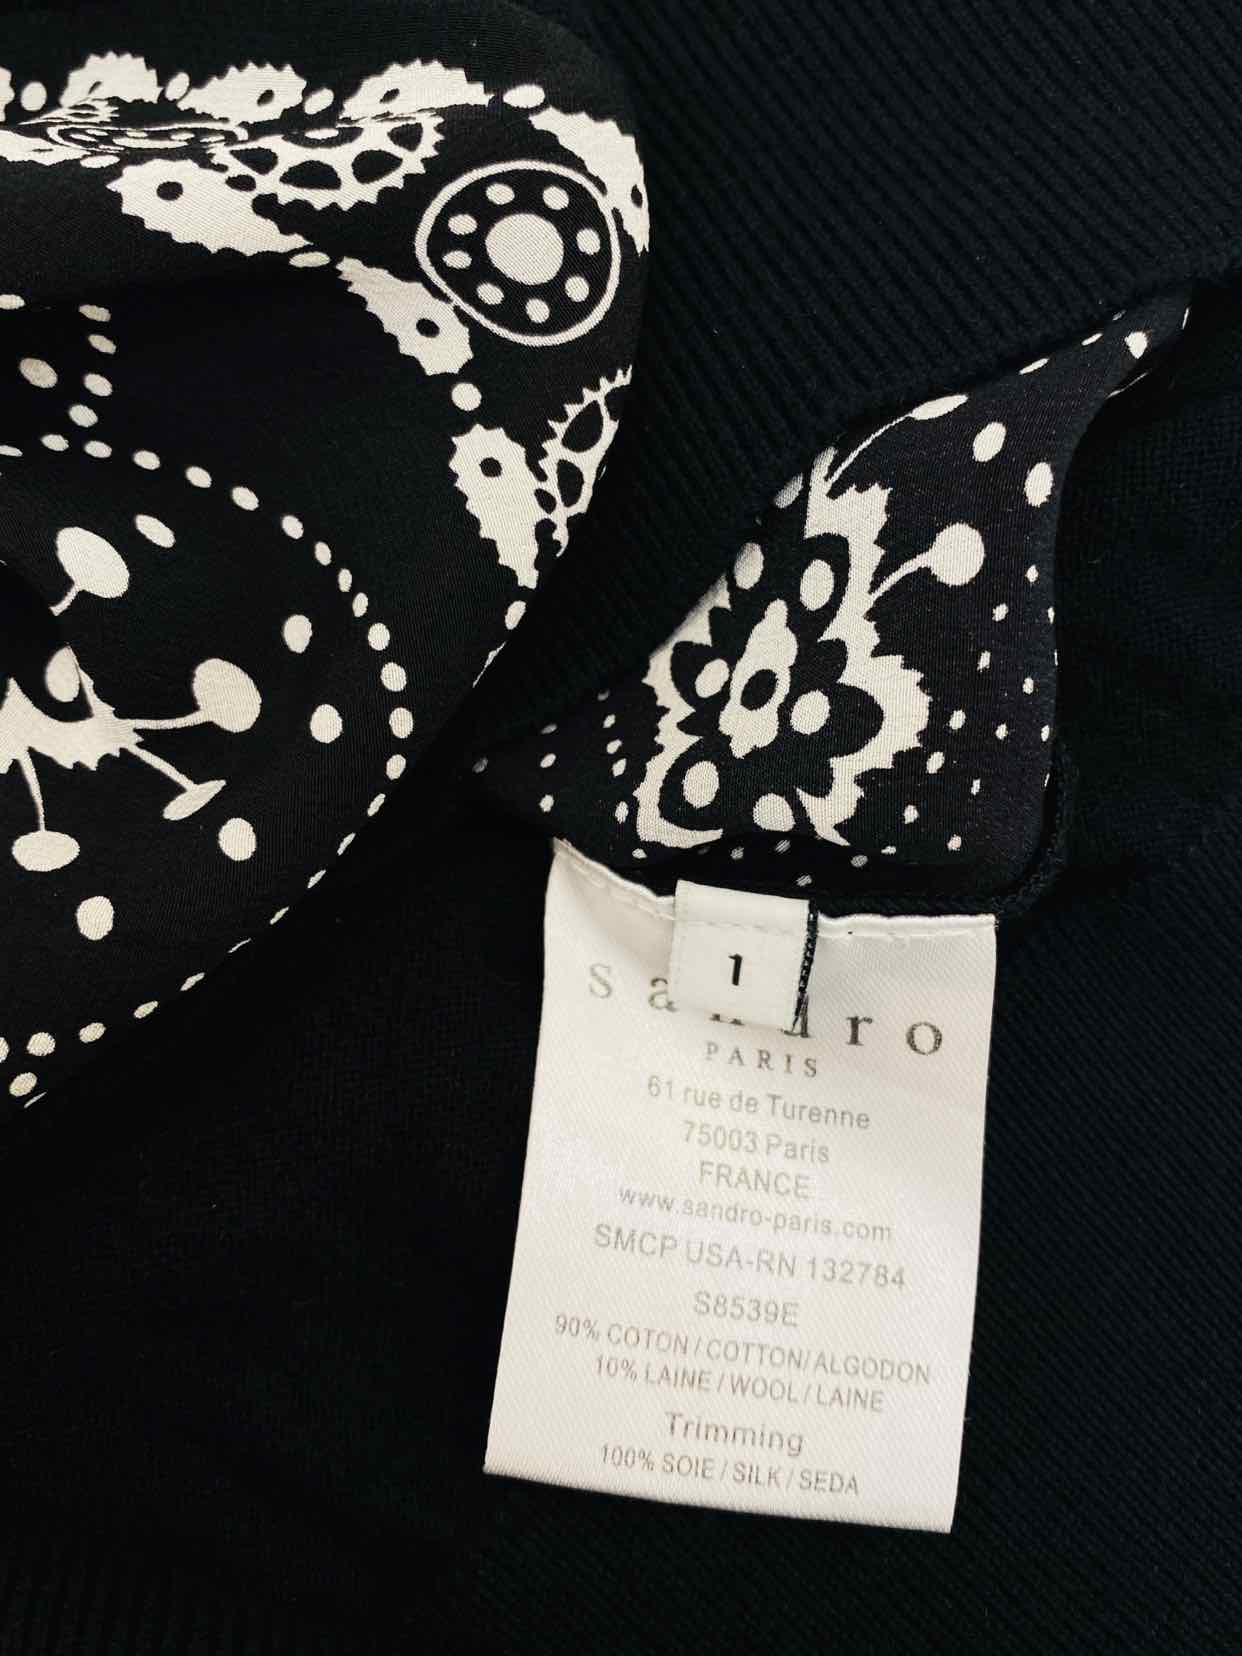 1
sandro
PARIS
61 rue de Turenne
75003 Paris
FRANCE
www.sandro-paris.com
SMCP USA-RN 132784
S8539E
90% COTON/COTTON/ALGODON
10% LAINE/WOOL/LAINE
Trimming
100% SOIE/SILK/SEDA